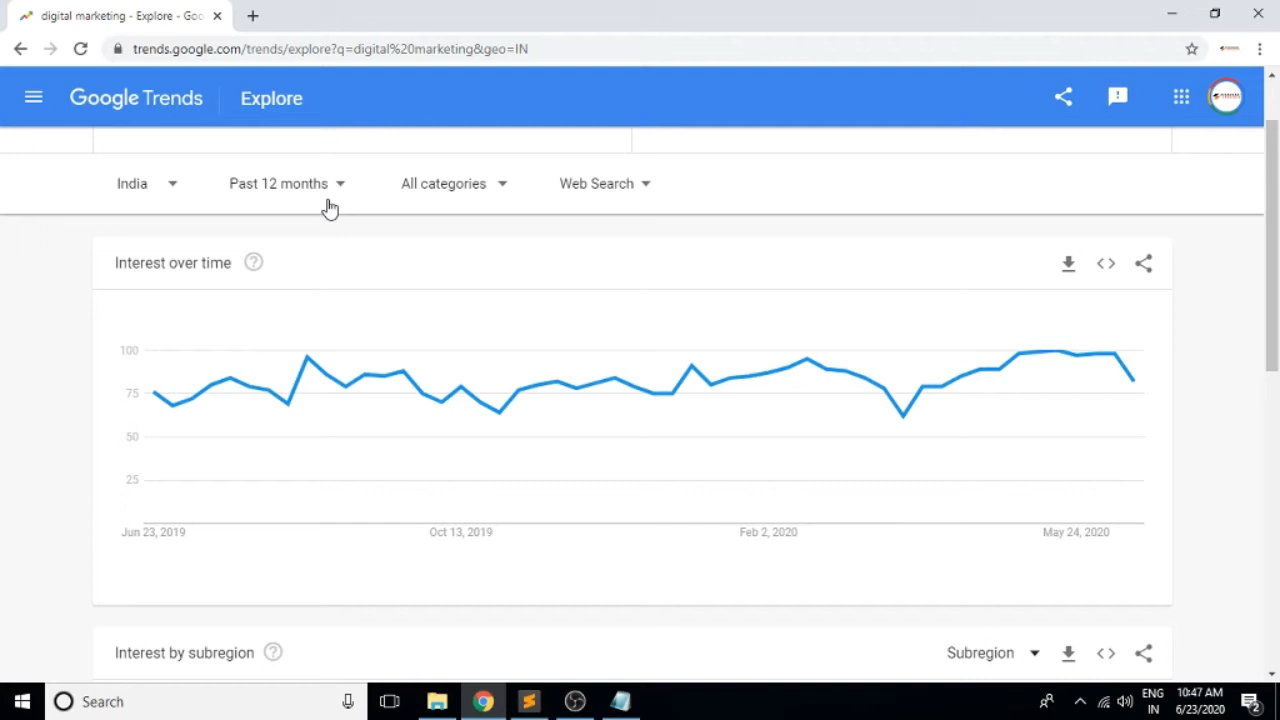 digital marketing - Explore - Goo
trends.google.com/trends/explore?q=digital%20marketing&geo=IN
Google Trends
Explore
India
Past 12 months
All categories
Web Search
Interest over time
100
75
50
25
Jun 23, 2019
Oct 13, 2019
Feb 2, 2020
May 24, 2020
Interest by subregion
Subregion
Search
ENG
IN
10:47 AM
6/23/2020
2